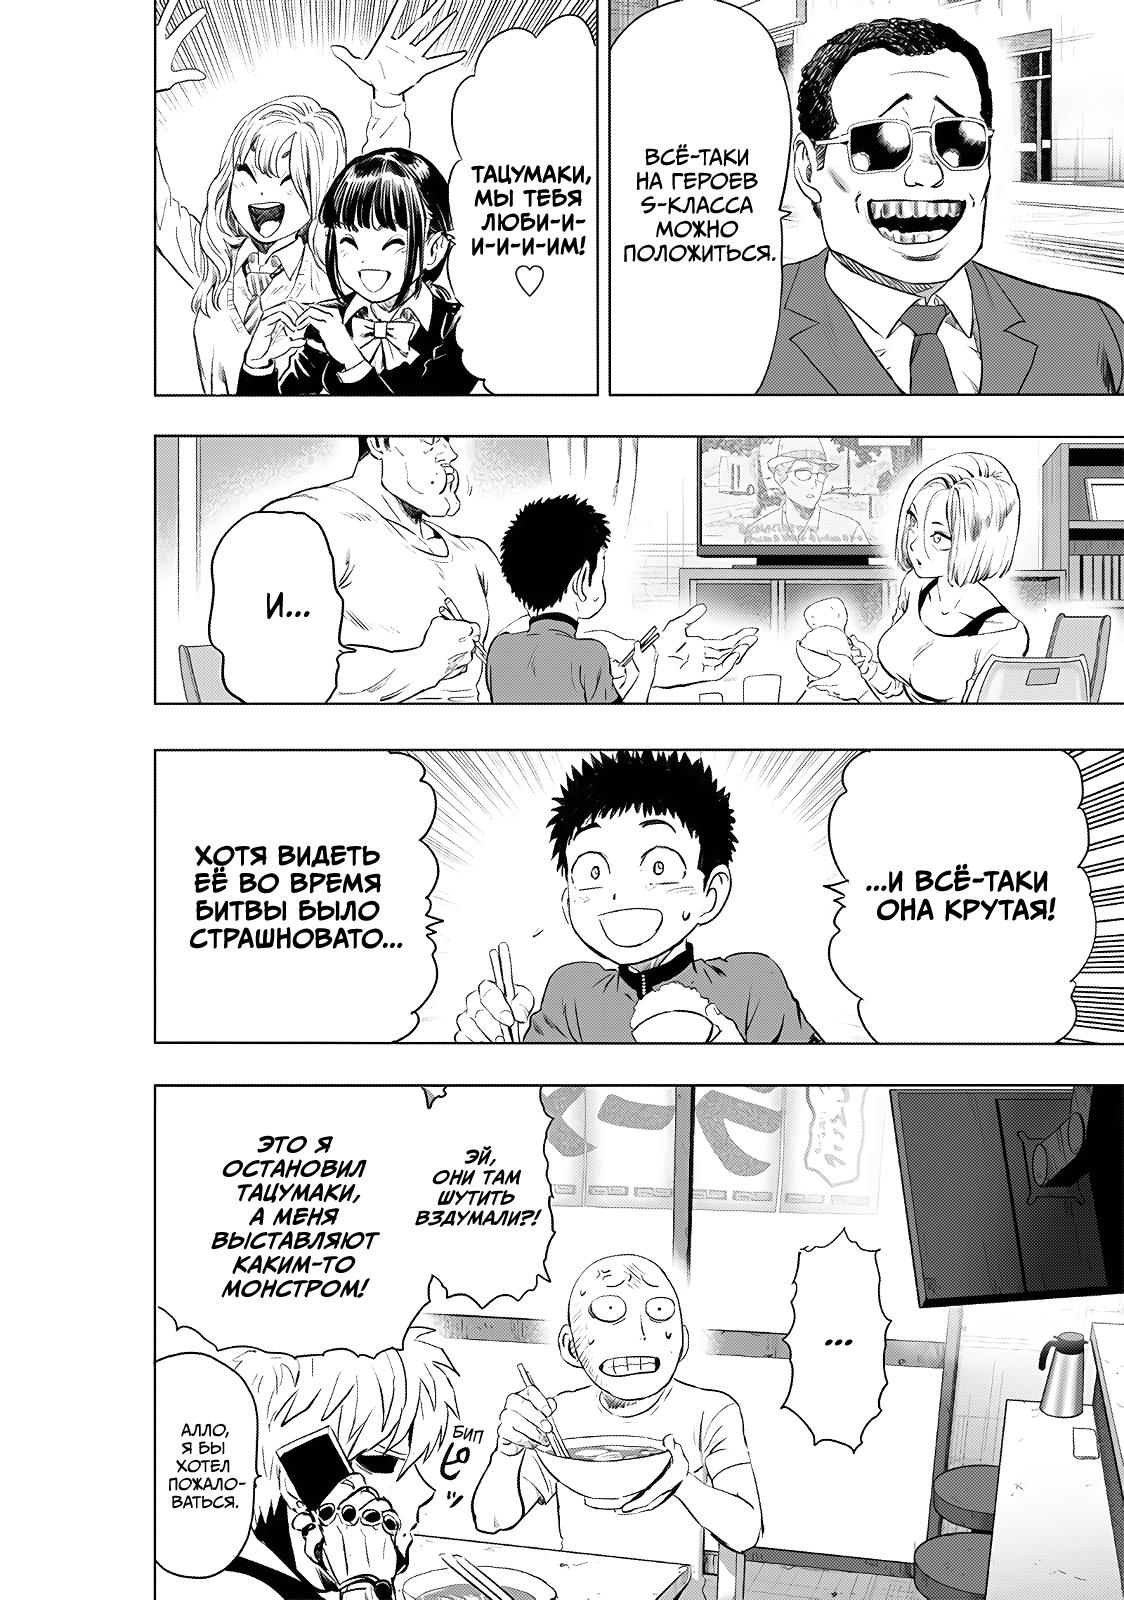 ВСЁ-ТАКИ
НА ГЕРОЕВ
S-КЛАССА
МОЖНО
ПОЛОЖИТЬСЯ.
ТАЦУМАКИ,
МЫ ТЕБЯ
ЛЮБИ-И-
И-И-И-ИМ!
♡
И...
...И ВСЁ-ТАКИ
ОНА КРУТАЯ!
ХОТЯ ВИДЕТЬ
ЕЁ ВО ВРЕМЯ
БИТВЫ БЫЛО
СТРАШНОВАТО...
...
ЭЙ,
ОНИ ТАМ
ШУТИТЬ
ВЗДУМАЛИ?!
ЭТО Я
ОСТАНОВИЛ
ТАЦУМАКИ,
А МЕНЯ
ВЫСТАВЛЯЮТ
КАКИМ-ТО
МОНСТРОМ!
БИП
ピッ
АЛЛО,
Я БЫ
ХОТЕЛ
ПОЖАЛО-
ВАТЬСЯ.